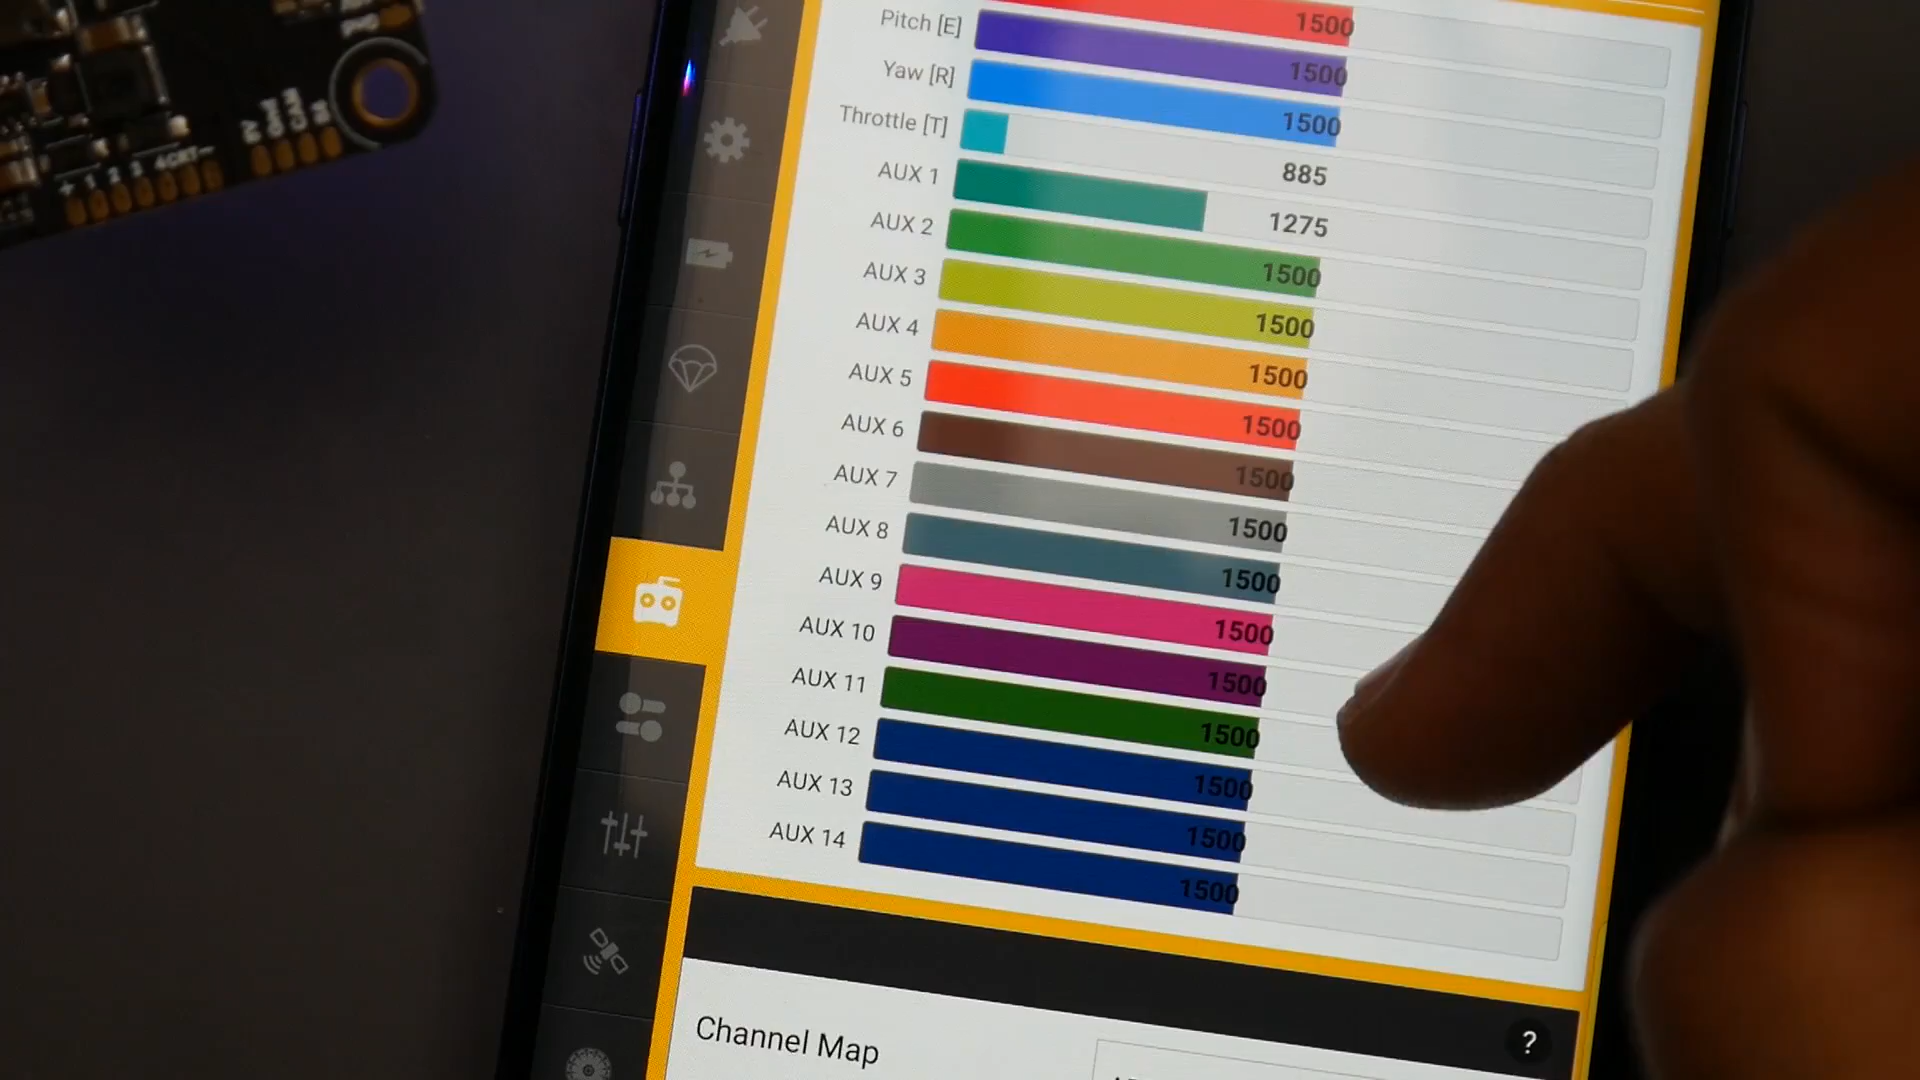 1500
Pitch [E] 1500
Yaw [R] 1500
Throttle [T] 885
AUX 1 1275
AUX 2 1500
AUX 3 1500
AUX 4 1500
AUX 5 1500
AUX 6 1500
AUX 7 1500
AUX 8 1500
AUX 9 1500
AUX 10 1500
AUX 11 1500
AUX 12 1500
AUX 13 1500
AUX 14 1500
?
Channel Map